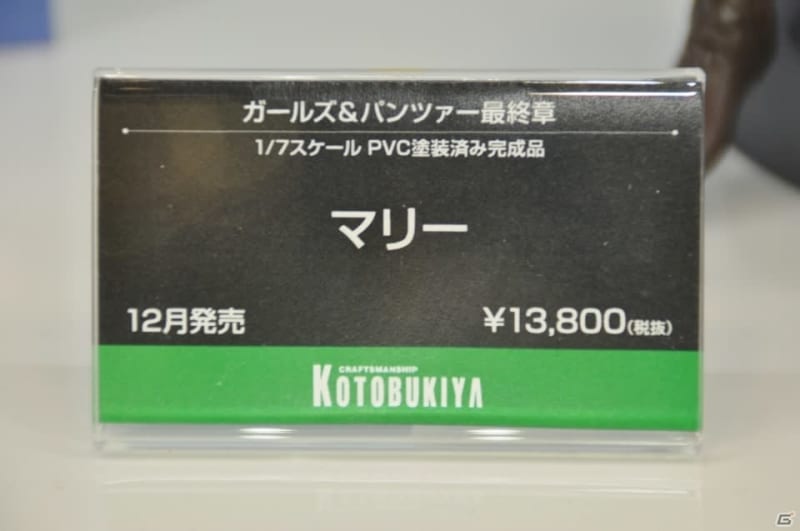 ガールズ&パンツァー最終章
1/7スケール PVC塗装済み完成品
マリー
12月発売
¥13,800(税抜)
CRAFTSMANSHIP
KOTOBUKIYA